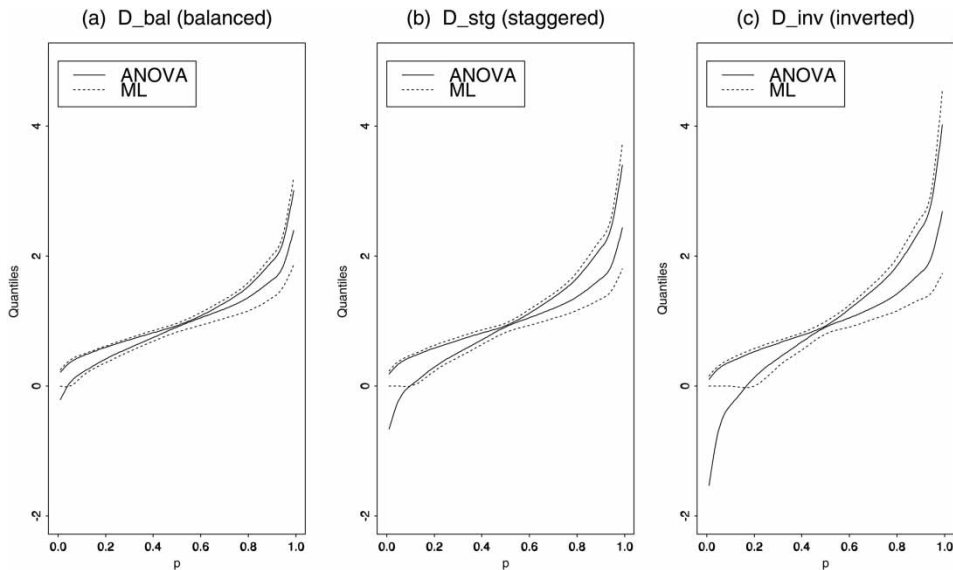 (a) D_bal (balanced)
ANOVA
ML
Quantiles
4
2
0
-2
0.0 0.2 0.4 0.6 0.8 1.0
p
(b) D_stg (staggered)
ANOVA
ML
Quantiles
4
2
0
-2
0.0 0.2 0.4 0.6 0.8 1.0
p
(c) D_inv (inverted)
ANOVA
ML
Quantiles
4
2
0
-2
0.0 0.2 0.4 0.6 0.8 1.0
p